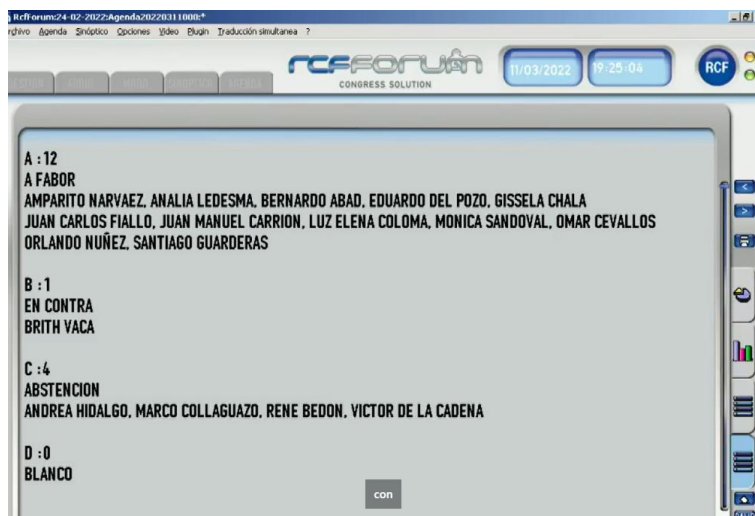 RcfForum:24-02-2022:Agenda20220311000:*
Agenda Sinóptico Opciones Video Plugin Traducción simultanea ?
rcfforum
CONGRESS SOLUTION
11/03/2022 19:25:04 RCF
A : 12
A FABOR
AMPARITO NARVAEZ, ANALIA LEDESMA, BERNARDO ABAD, EDUARDO DEL POZO, GISSELA CHALA
JUAN CARLOS FIALLO, JUAN MANUEL CARRION, LUZ ELENA COLOMA, MONICA SANDOVAL, OMAR CEVALLOS
ORLANDO NUÑEZ, SANTIAGO GUARDERAS
B : 1
EN CONTRA
BRITH VACA
C : 4
ABSTENCION
ANDREA HIDALGO, MARCO COLLAGUAZO, RENE BEDON, VICTOR DE LA CADENA
D : 0
BLANCO
con